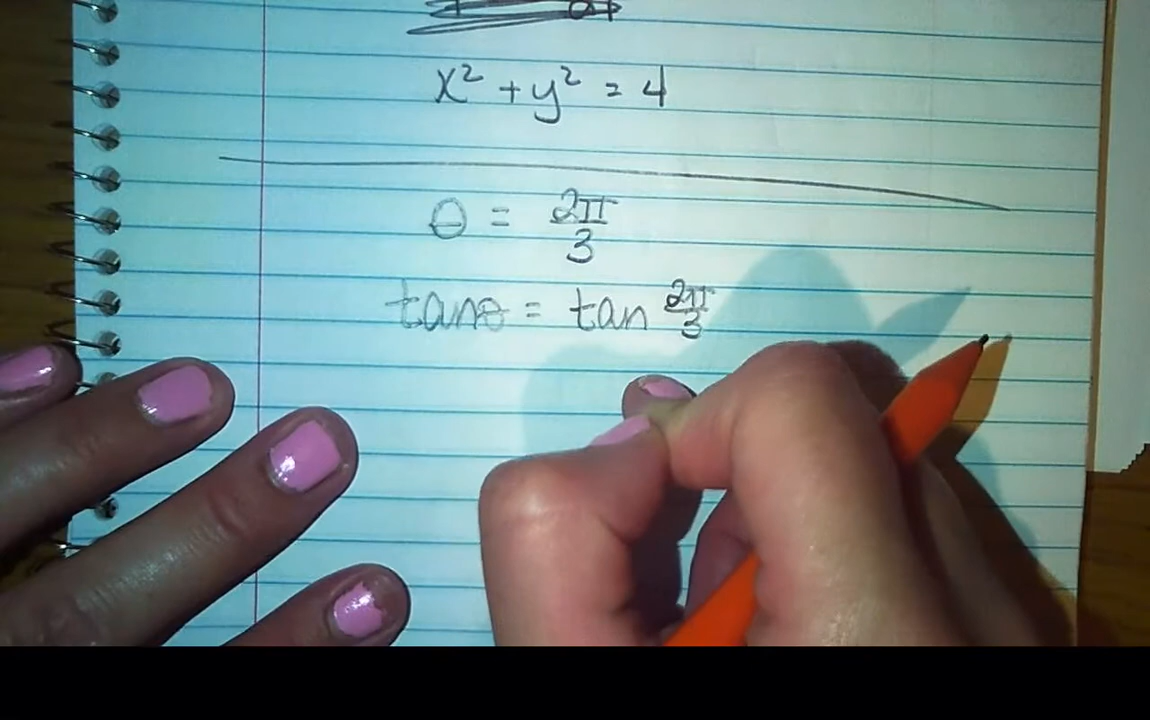 x² + y² = 4
θ = 2π/3
tanθ = tan 2π/3